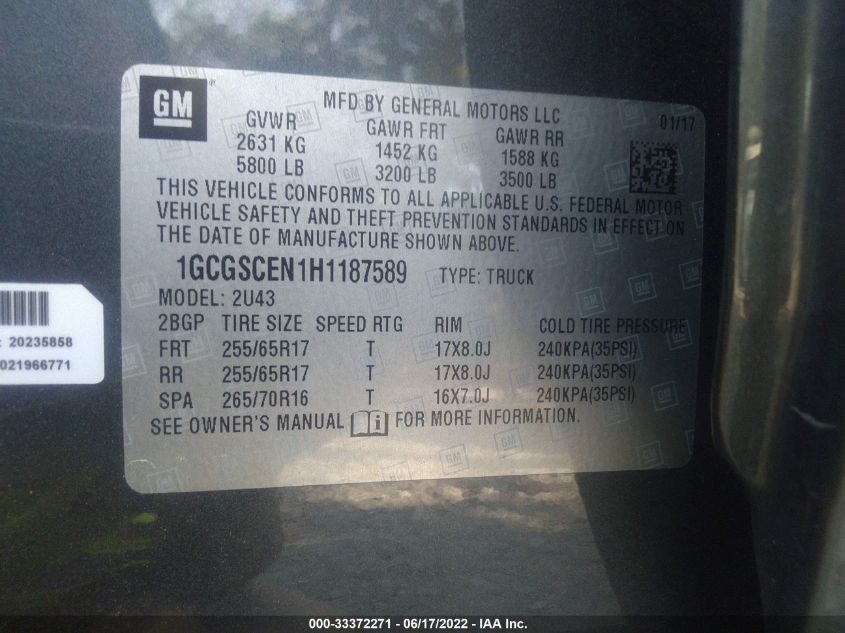 GM
MFD BY GENERAL MOTORS LLC
01/17
GVWR GAWR FRT GAWR RR
2631 KG 1452 KG 1588 KG
5800 LB 3200 LB 3500 LB
THIS VEHICLE CONFORMS TO ALL APPLICABLE U.S. FEDERAL MOTOR
VEHICLE SAFETY AND THEFT PREVENTION STANDARDS IN EFFECT ON
THE DATE OF MANUFACTURE SHOWN ABOVE.
1GCGSCEN1H1187589 TYPE: TRUCK
MODEL: 2U43
2BGP TIRE SIZE SPEED RTG RIM COLD TIRE PRESSURE
FRT 255/65R17 T 17X8.0J 240KPA(35PSI)
RR 255/65R17 T 17X8.0J 240KPA(35PSI)
SPA 265/70R16 T 16X7.0J 240KPA(35PSI)
SEE OWNER'S MANUAL i FOR MORE INFORMATION.
: 20235858
021966771
000-33372271 - 06/17/2022 - IAA Inc.